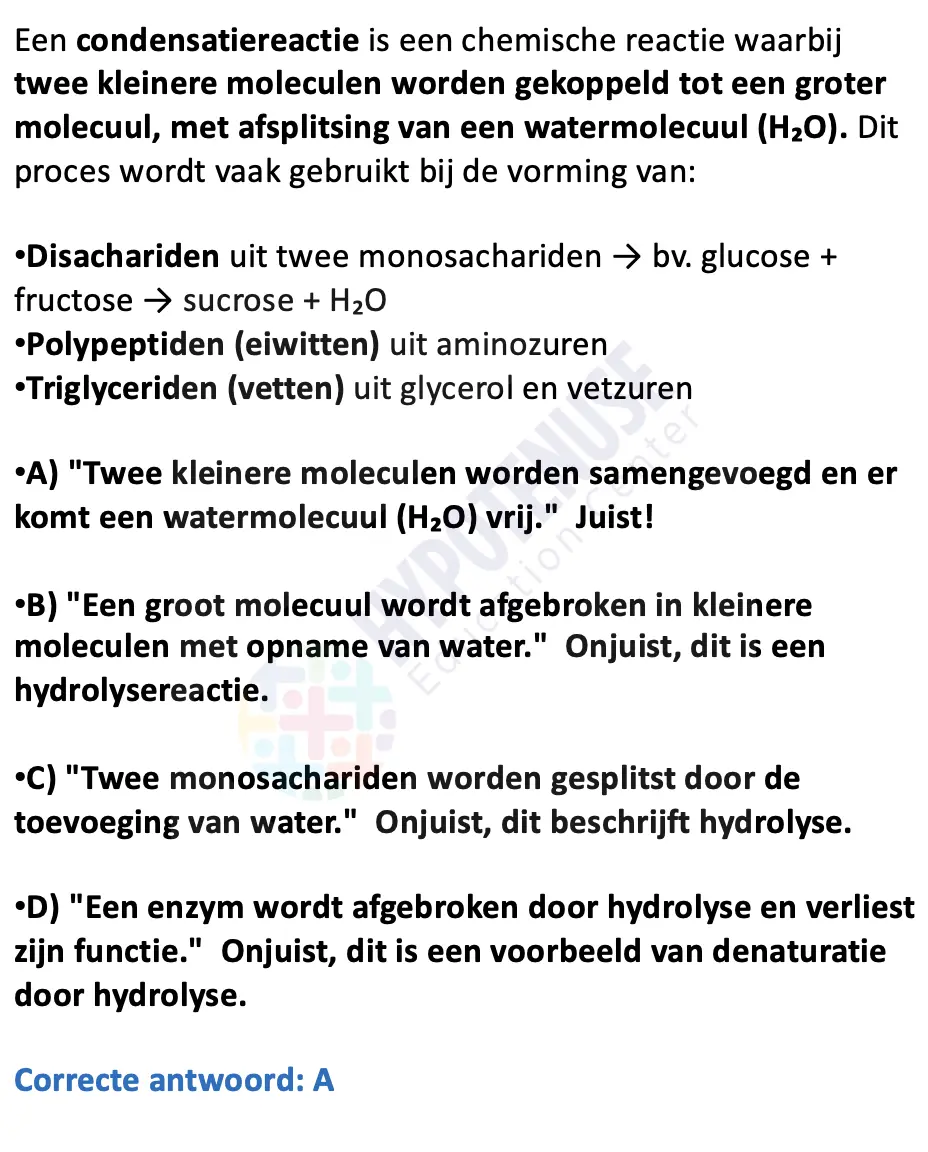 Een condensatiereactie is een chemische reactie waarbij
twee kleinere moleculen worden gekoppeld tot een groter
molecuul, met afsplitsing van een watermolecuul (H₂O). Dit
proces wordt vaak gebruikt bij de vorming van:
•Disachariden uit twee monosachariden → bv. glucose +
fructose → sucrose + H₂O
•Polypeptiden (eiwitten) uit aminozuren
•Triglyceriden (vetten) uit glycerol en vetzuren
•A) "Twee kleinere moleculen worden samengevoegd en er
komt een watermolecuul (H₂O) vrij."  Juist!
•B) "Een groot molecuul wordt afgebroken in kleinere
moleculen met opname van water."  Onjuist, dit is een
hydrolysereactie.
•C) "Twee monosachariden worden gesplitst door de
toevoeging van water."  Onjuist, dit beschrijft hydrolyse.
•D) "Een enzym wordt afgebroken door hydrolyse en verliest
zijn functie."  Onjuist, dit is een voorbeeld van denaturatie
door hydrolyse.
Correcte antwoord: A
HYPOTENUSE
Education Center